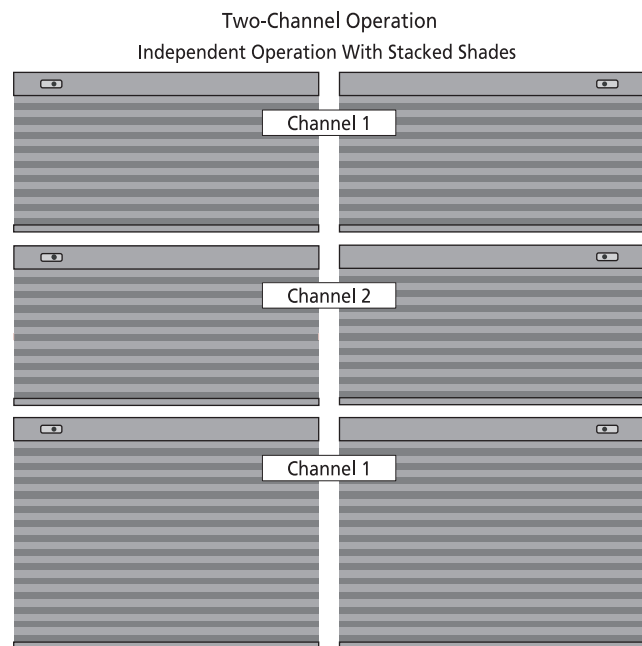 Two-Channel Operation
Independent Operation With Stacked Shades
Channel 1
Channel 2
Channel 1